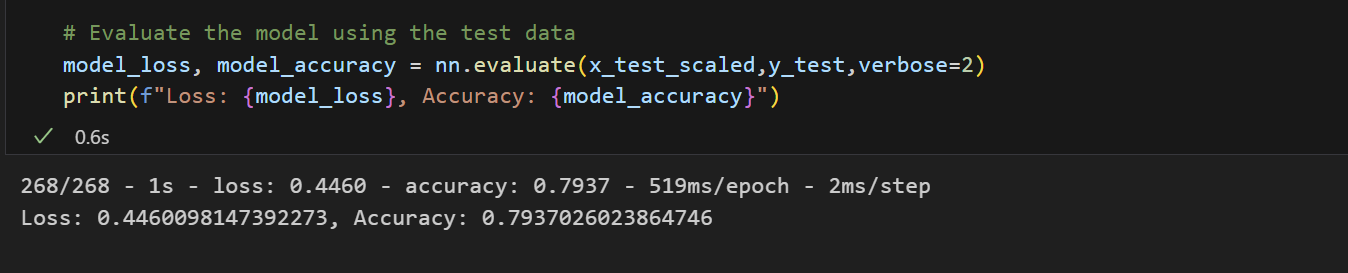 # Evaluate the model using the test data
model_loss, model_accuracy = nn.evaluate(x_test_scaled,y_test,verbose=2)
print(f"Loss: {model_loss}, Accuracy: {model_accuracy}")
0.6s
268/268 - 1s - loss: 0.4460 - accuracy: 0.7937 - 519ms/epoch - 2ms/step
Loss: 0.4460098147392273, Accuracy: 0.7937026023864746